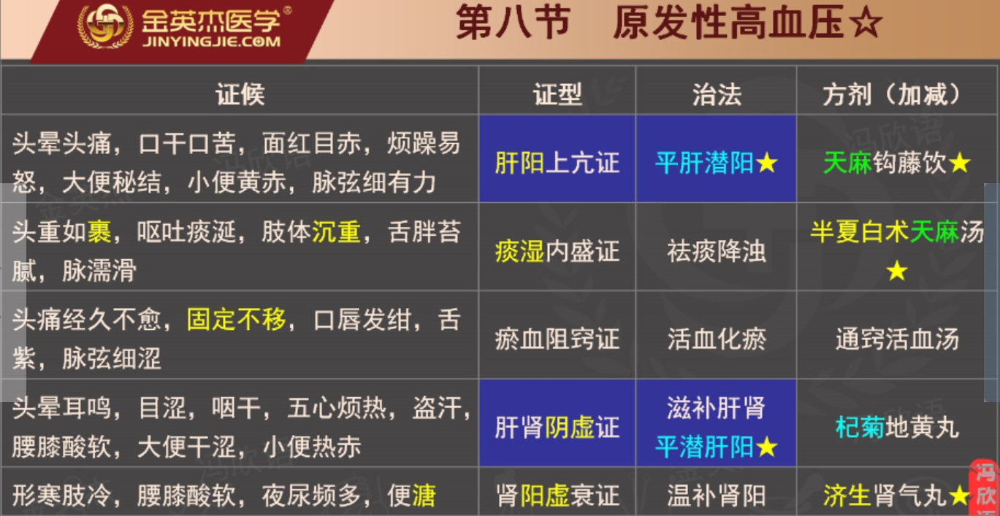 金英杰医学®
JINYINGJIE.COM
第八节 原发性高血压☆
证候 证型 治法 方剂（加减）
头晕头痛，口干口苦，面红目赤，烦躁易
怒，大便秘结，小便黄赤，脉弦细有力
肝阳上亢证
平肝潜阳★
天麻钩藤饮★
头重如裹，呕吐痰涎，肢体沉重，舌胖苔
腻，脉濡滑
痰湿内盛证
祛痰降浊
半夏白术天麻汤
★
头痛经久不愈，固定不移，口唇发绀，舌
紫，脉弦细涩
瘀血阻窍证
活血化瘀
通窍活血汤
头晕耳鸣，目涩，咽干，五心烦热，盗汗，
腰膝酸软，大便干涩，小便热赤
肝肾阴虚证
滋补肝肾
平潜肝阳★
杞菊地黄丸
形寒肢冷，腰膝酸软，夜尿频多，便溏
肾阳虚衰证
温补肾阳
济生肾气丸★
冯欣语